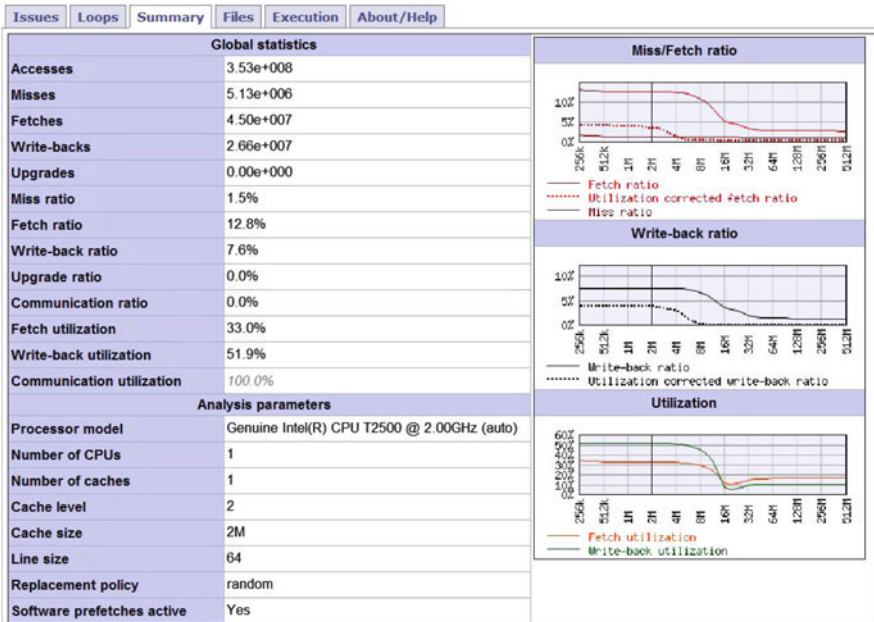 Issues Loops Summary Files Execution About/Help
Global statistics
Accesses 3.53e+008
Misses 5.13e+006
Fetches 4.50e+007
Write-backs 2.66e+007
Upgrades 0.00e+000
Miss ratio 1.5%
Fetch ratio 12.8%
Write-back ratio 7.6%
Upgrade ratio 0.0%
Communication ratio 0.0%
Fetch utilization 33.0%
Write-back utilization 51.9%
Communication utilization 100.0%
Analysis parameters
Processor model Genuine Intel(R) CPU T2500 @ 2.00GHz (auto)
Number of CPUs 1
Number of caches 1
Cache level 2
Cache size 2M
Line size 64
Replacement policy random
Software prefetches active Yes
Miss/Fetch ratio
10%
5%
0%
256k 512k 1M 2M 4M 8M 16M 32M 64M 128M 256M 512M
Fetch ratio
Utilization corrected fetch ratio
Miss ratio
Write-back ratio
10%
5%
0%
256k 512k 1M 2M 4M 8M 16M 32M 64M 128M 256M 512M
Write-back ratio
Utilization corrected write-back ratio
Utilization
60%
50%
40%
30%
20%
10%
0%
256k 512k 1M 2M 4M 8M 16M 32M 64M 128M 256M 512M
Fetch utilization
Write-back utilization